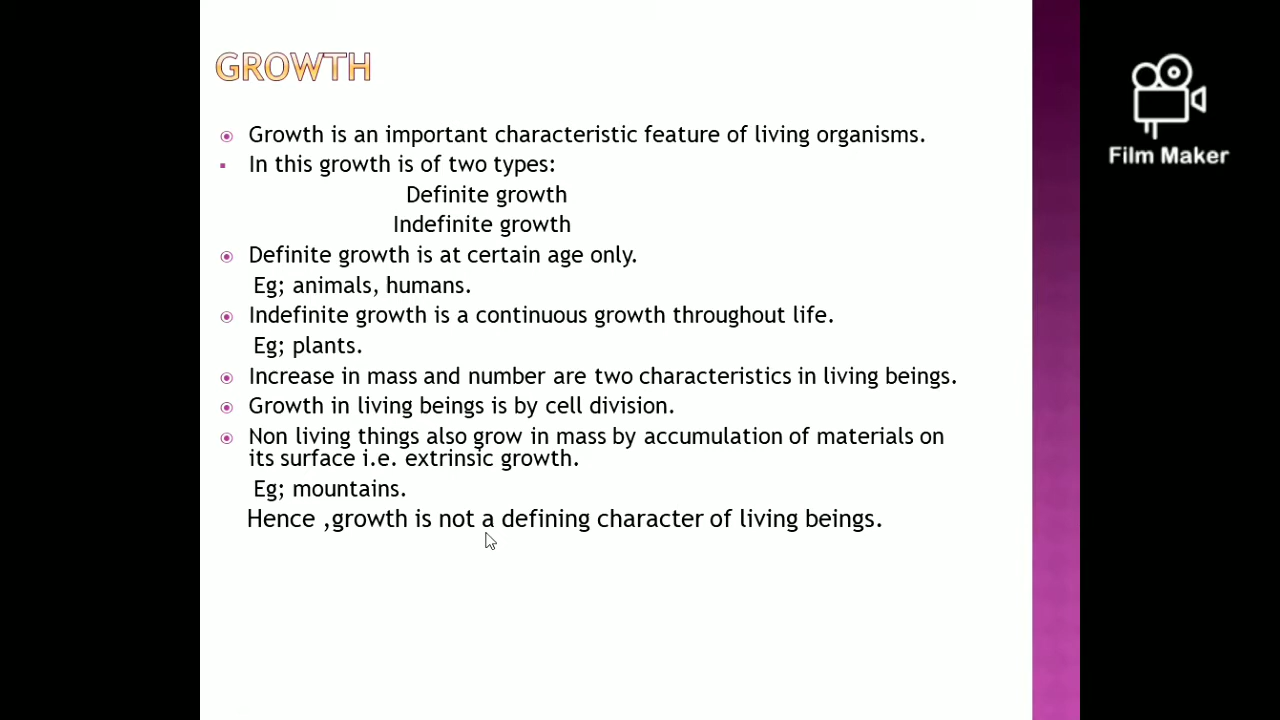 GROWTH
Growth is an important characteristic feature of living organisms.
In this growth is of two types:
Definite growth
Indefinite growth
Definite growth is at certain age only.
Eg; animals, humans.
Indefinite growth is a continuous growth throughout life.
Eg; plants.
Increase in mass and number are two characteristics in living beings.
Growth in living beings is by cell division.
Non living things also grow in mass by accumulation of materials on
its surface i.e. extrinsic growth.
Eg; mountains.
Hence ,growth is not a defining character of living beings.
Film Maker